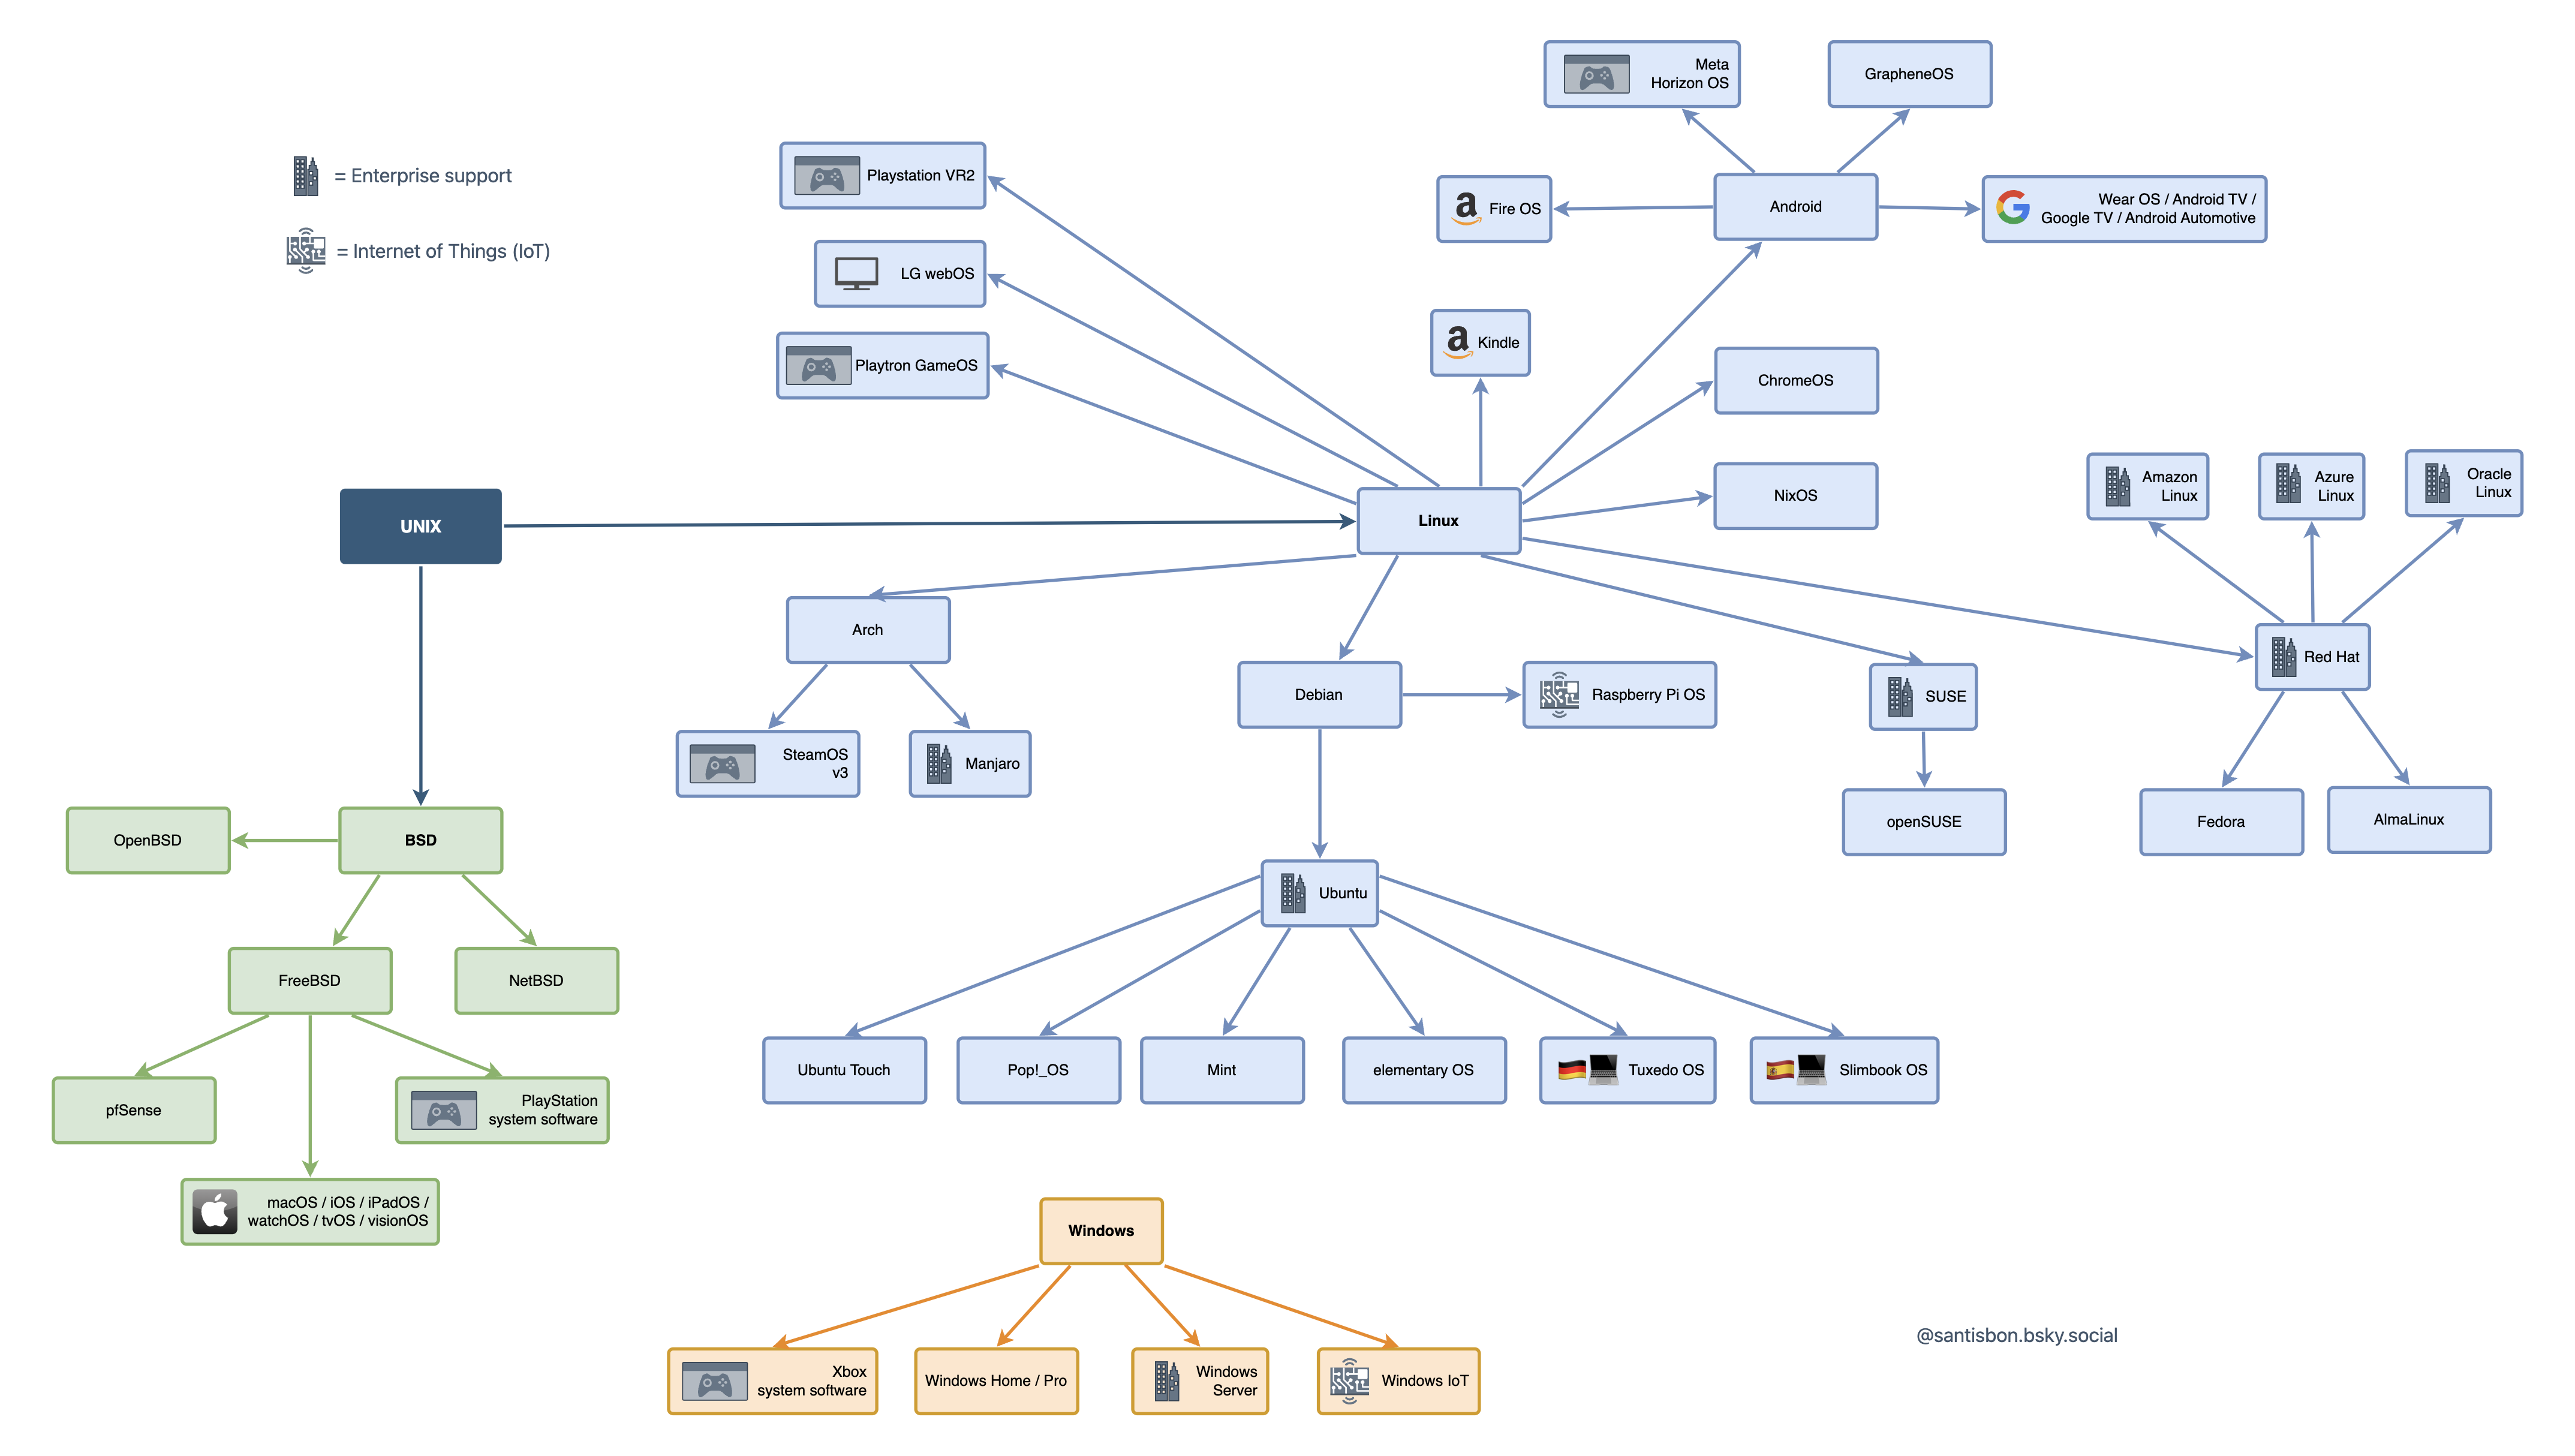 Meta
Horizon OS
GrapheneOS
= Enterprise support
Playstation VR2
Fire OS
Android
Wear OS / Android TV /
Google TV / Android Automotive
= Internet of Things (IoT)
LG webOS
Playtron GameOS
Kindle
ChromeOS
UNIX
Linux
NixOS
Amazon
Linux
Azure
Linux
Oracle
Linux
Arch
Debian
Raspberry Pi OS
SUSE
Red Hat
SteamOS
v3
Manjaro
OpenBSD
BSD
openSUSE
Fedora
AlmaLinux
Ubuntu
FreeBSD
NetBSD
Ubuntu Touch
Pop!_OS
Mint
elementary OS
Tuxedo OS
Slimbook OS
pfSense
PlayStation
system software
macOS / iOS / iPadOS /
watchOS / tvOS / visionOS
Windows
@santisbon.bsky.social
Xbox
system software
Windows Home / Pro
Windows
Server
Windows IoT